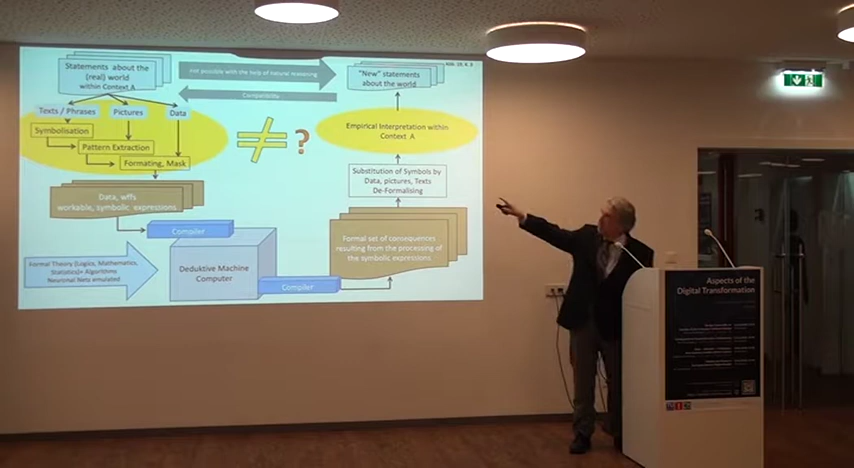 Statements about the
(real) world
within Context A
not possible with the help of natural reasoning
Compatibility
"New" statements
about the world
Texts / Phrases
Pictures
Data
Symbolisation
Pattern Extraction
Formating, Mask
≠ ?
Empirical Interpretation within
Context A
Substitution of Symbols by
Data, pictures, Texts
De-Formalising
Data, wffs
workable, symbolic expressions
Compiler
Formal set of consequences
resulting from the processing of
the symbolic expressions
Formal Theory (Logics, Mathematics,
Statistics)+ Algorithms
Neuronal Nets emulated
Deduktive Machine
Computer
Compiler
Aspects of the
Digital Transformation